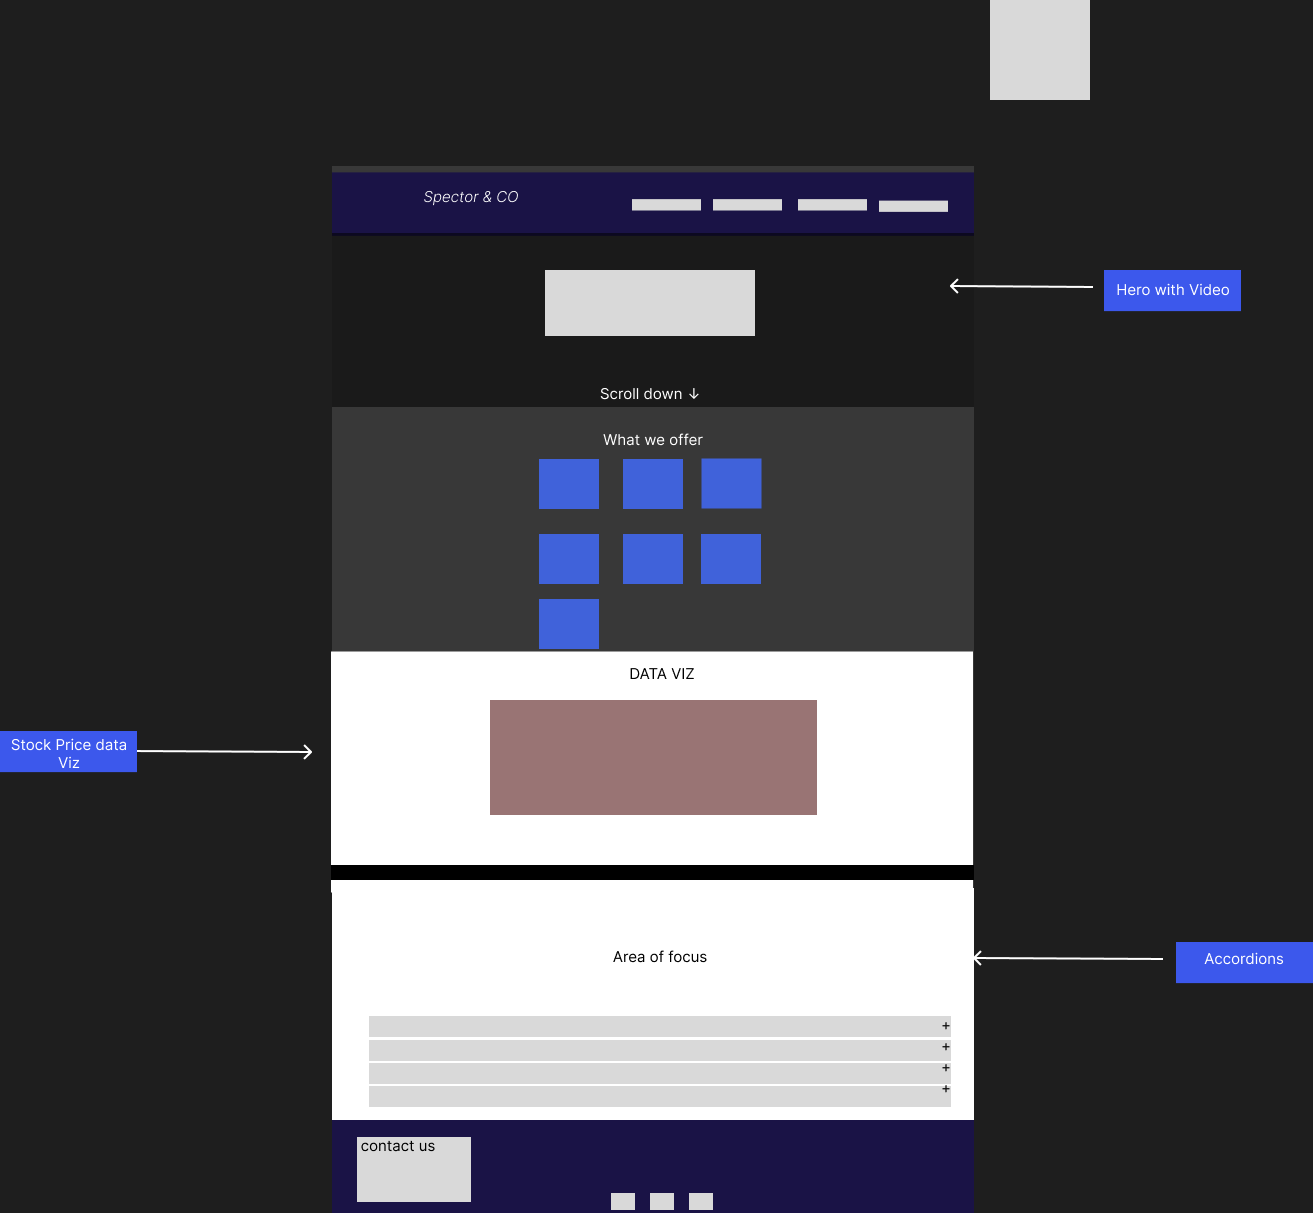 Spector & CO
Hero with Video
Scroll down ↓
What we offer
DATA VIZ
Stock Price data
Viz
Area of focus
Accordions
+
+
+
+
contact us